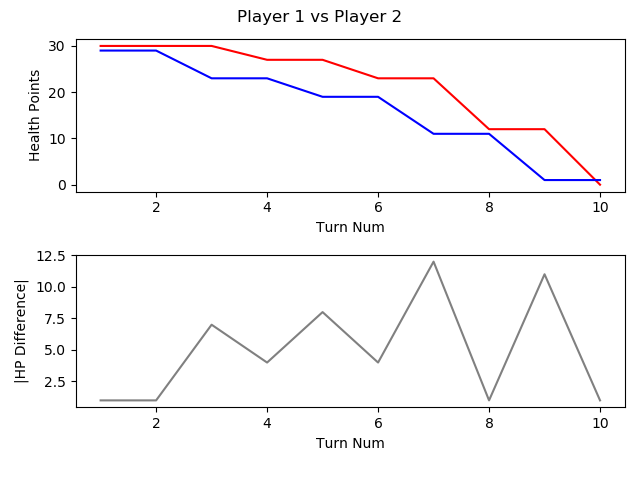 Player 1 vs Player 2
30
20
10
0
Health Points
2 4 6 8 10
Turn Num
12.5
10.0
7.5
5.0
2.5
|HP Difference|
2 4 6 8 10
Turn Num